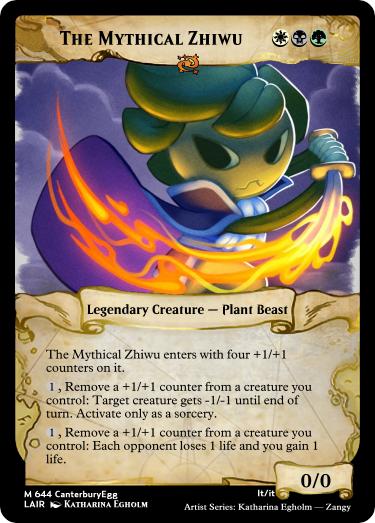 The Mythical Zhiwu
Legendary Creature — Plant Beast
The Mythical Zhiwu enters with four +1/+1
counters on it.
1, Remove a +1/+1 counter from a creature you
control: Target creature gets -1/-1 until end of
turn. Activate only as a sorcery.
1, Remove a +1/+1 counter from a creature you
control: Each opponent loses 1 life and you gain 1
life.
0/0
M 644 CanterburyEgg
It/it
LAIR Katharina Egholm
Artist Series: Katharina Egholm — Zangy